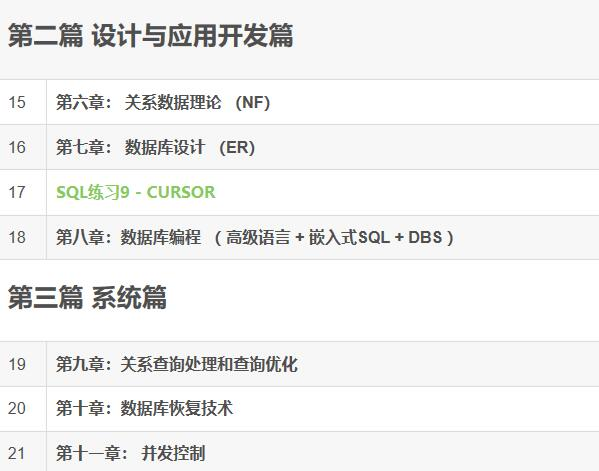 第二篇 设计与应用开发篇
15 第六章： 关系数据理论 （NF）
16 第七章： 数据库设计 （ER）
17 SQL练习9 - CURSOR
18 第八章：数据库编程 （ 高级语言 + 嵌入式SQL + DBS ）
第三篇 系统篇
19 第九章：关系查询处理和查询优化
20 第十章：数据库恢复技术
21 第十一章： 并发控制